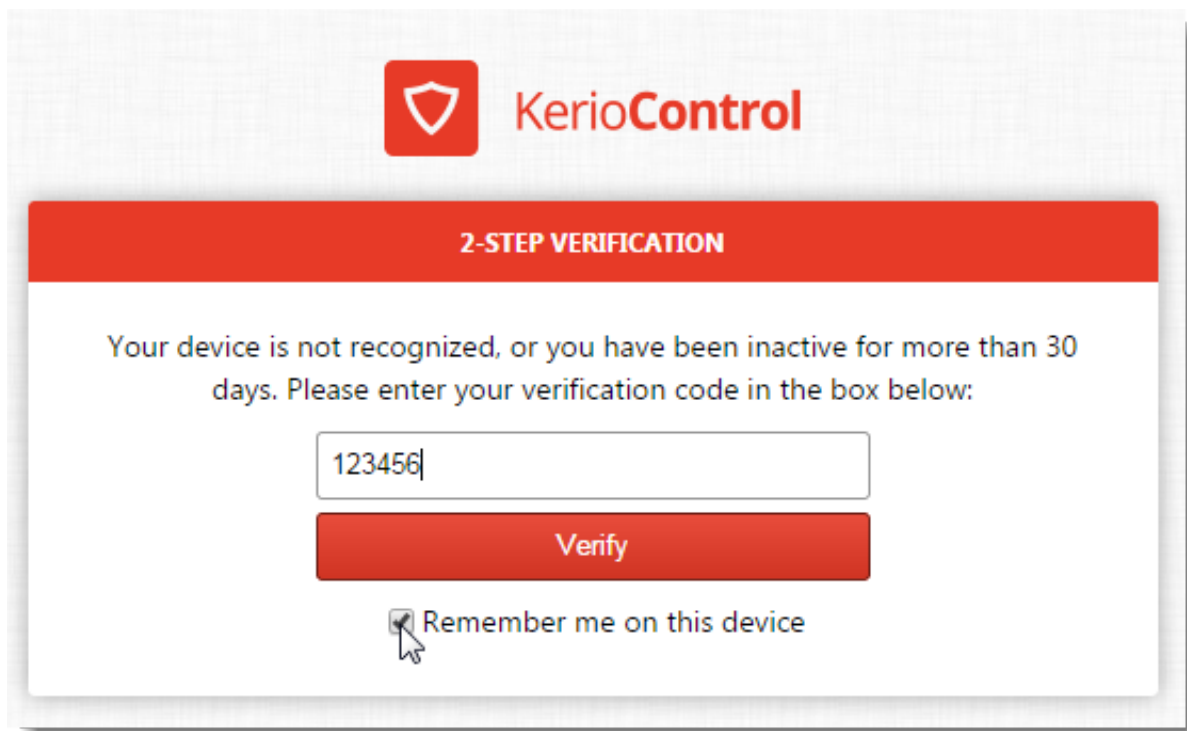 KerioControl
2-STEP VERIFICATION
Your device is not recognized, or you have been inactive for more than 30
days. Please enter your verification code in the box below:
123456
Verify
Remember me on this device